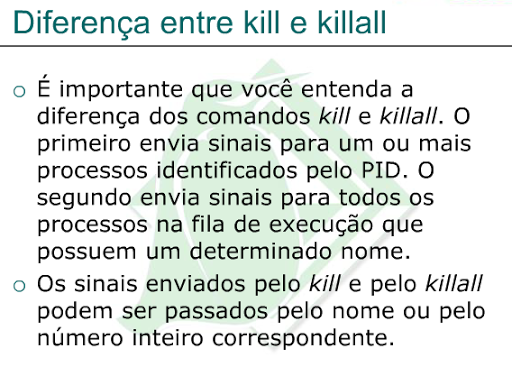 Diferença entre kill e killall
É importante que você entenda a
diferença dos comandos kill e killall. O
primeiro envia sinais para um ou mais
processos identificados pelo PID. O
segundo envia sinais para todos os
processos na fila de execução que
possuem um determinado nome.
Os sinais enviados pelo kill e pelo killall
podem ser passados pelo nome ou pelo
número inteiro correspondente.